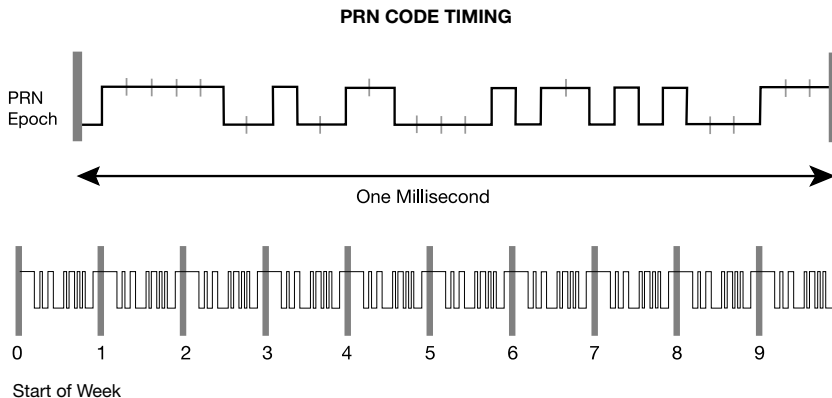 PRN CODE TIMING
PRN
Epoch
One Millisecond
0 1 2 3 4 5 6 7 8 9
Start of Week